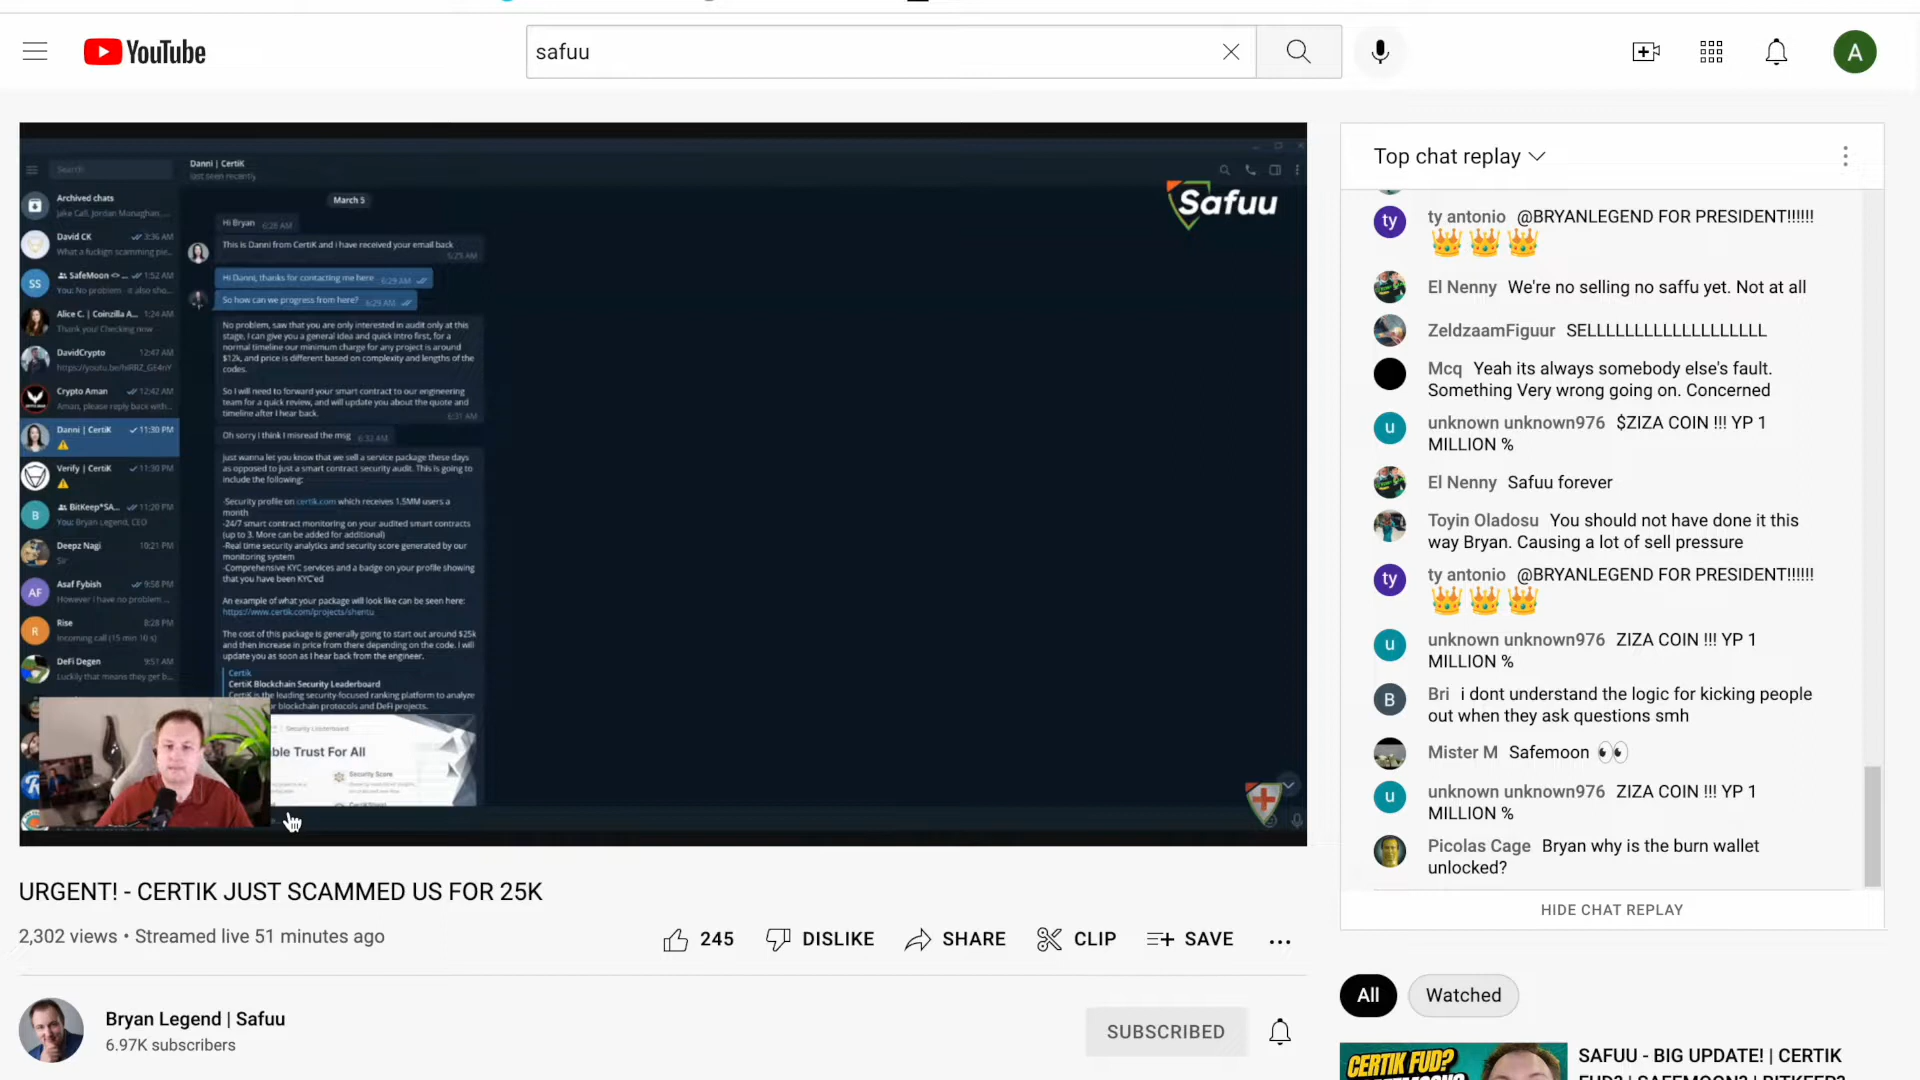 YouTube
safuu
A
Search
Archived chats
Jake Call, Jordan Monaghan, ...
David CK 3:36 AM
What a fuckign scamming pie...
SS
SafeMoon <> ... 1:52 AM
You: No problem - it also sho...
Alice C. | Coinzilla A... 1:24 AM
Thank you! Checking now
DavidCrypto 12:47 AM
Crypto Aman 12:42 AM
Aman, please reply back with...
Danni | CertiK 11:30 PM
Verify | CertiK 11:30 PM
B
BitKeep*SA... 11:20 PM
You: Bryan Legend, CEO
Deepz Nagi 10:21 PM
Sir
AF
Asaf Fybish 9:58 PM
However i have no problem ...
R
Rise 8:28 PM
Incoming call (15 min 10 s)
DeFi Degen 9:51 AM
Luckily that means they get b...
Danni | CertiK
last seen recently
March 5
Hi Bryan 6:28 AM
This is Danni from CertiK and i have received your email back
6:29 AM
Hi Danni, thanks for contacting me here 6:29 AM
So how can we progress from here? 6:29 AM
No problem, saw that you are only interested in audit only at this
stage, I can give you a general idea and quick intro first, for a
normal timeline our minimum charge for any project is around
$12k, and price is different based on complexity and lengths of the
codes.
So I will need to forward your smart contract to our engineering
team for a quick review, and will update you about the quote and
timeline after I hear back.
6:31 AM
Oh sorry I think I misread the msg 6:32 AM
Just wanna let you know that we sell a service package these days
as opposed to just a smart contract security audit. This is going to
include the following:
-Security profile on certik.com which receives 1.5MM users a
month
-24/7 smart contract monitoring on your audited smart contracts
(up to 3. More can be added for additional)
-Real time security analytics and security score generated by our
monitoring system
-Comprehensive KYC services and a badge on your profile showing
that you have been KYC'ed
An example of what your package will look like can be seen here:
https://www.certik.com/projects/shentu
The cost of this package is generally going to start out around $25k
and then increase in price from there depending on the code. I will
update you as soon as I hear back from the engineer.
Certik
CertiK Blockchain Security Leaderboard
CertiK is the leading security-focused ranking platform to analyze
r blockchain protocols and DeFi projects.
Security Leaderboard
ble Trust For All
Security Score
Safuu
URGENT! - CERTIK JUST SCAMMED US FOR 25K
2,302 views • Streamed live 51 minutes ago
245
DISLIKE
SHARE
CLIP
SAVE
Bryan Legend | Safuu
6.97K subscribers
SUBSCRIBED
Top chat replay
ty
ty antonio @BRYANLEGEND FOR PRESIDENT!!!!!!
El Nenny We're no selling no saffu yet. Not at all
ZeldzaamFiguur SELLLLLLLLLLLLLLLLLLL
Mcq Yeah its always somebody else's fault.
Something Very wrong going on. Concerned
u
unknown unknown976 $ZIZA COIN !!! YP 1
MILLION %
El Nenny Safuu forever
Toyin Oladosu You should not have done it this
way Bryan. Causing a lot of sell pressure
ty
ty antonio @BRYANLEGEND FOR PRESIDENT!!!!!!
u
unknown unknown976 ZIZA COIN !!! YP 1
MILLION %
B
Bri i dont understand the logic for kicking people
out when they ask questions smh
Mister M Safemoon
u
unknown unknown976 ZIZA COIN !!! YP 1
MILLION %
Picolas Cage Bryan why is the burn wallet
unlocked?
HIDE CHAT REPLAY
All
Watched
CERTIK FUD?
SAFUU - BIG UPDATE! | CERTIK
FUD? | SAFEMOON? | BITKEEP?